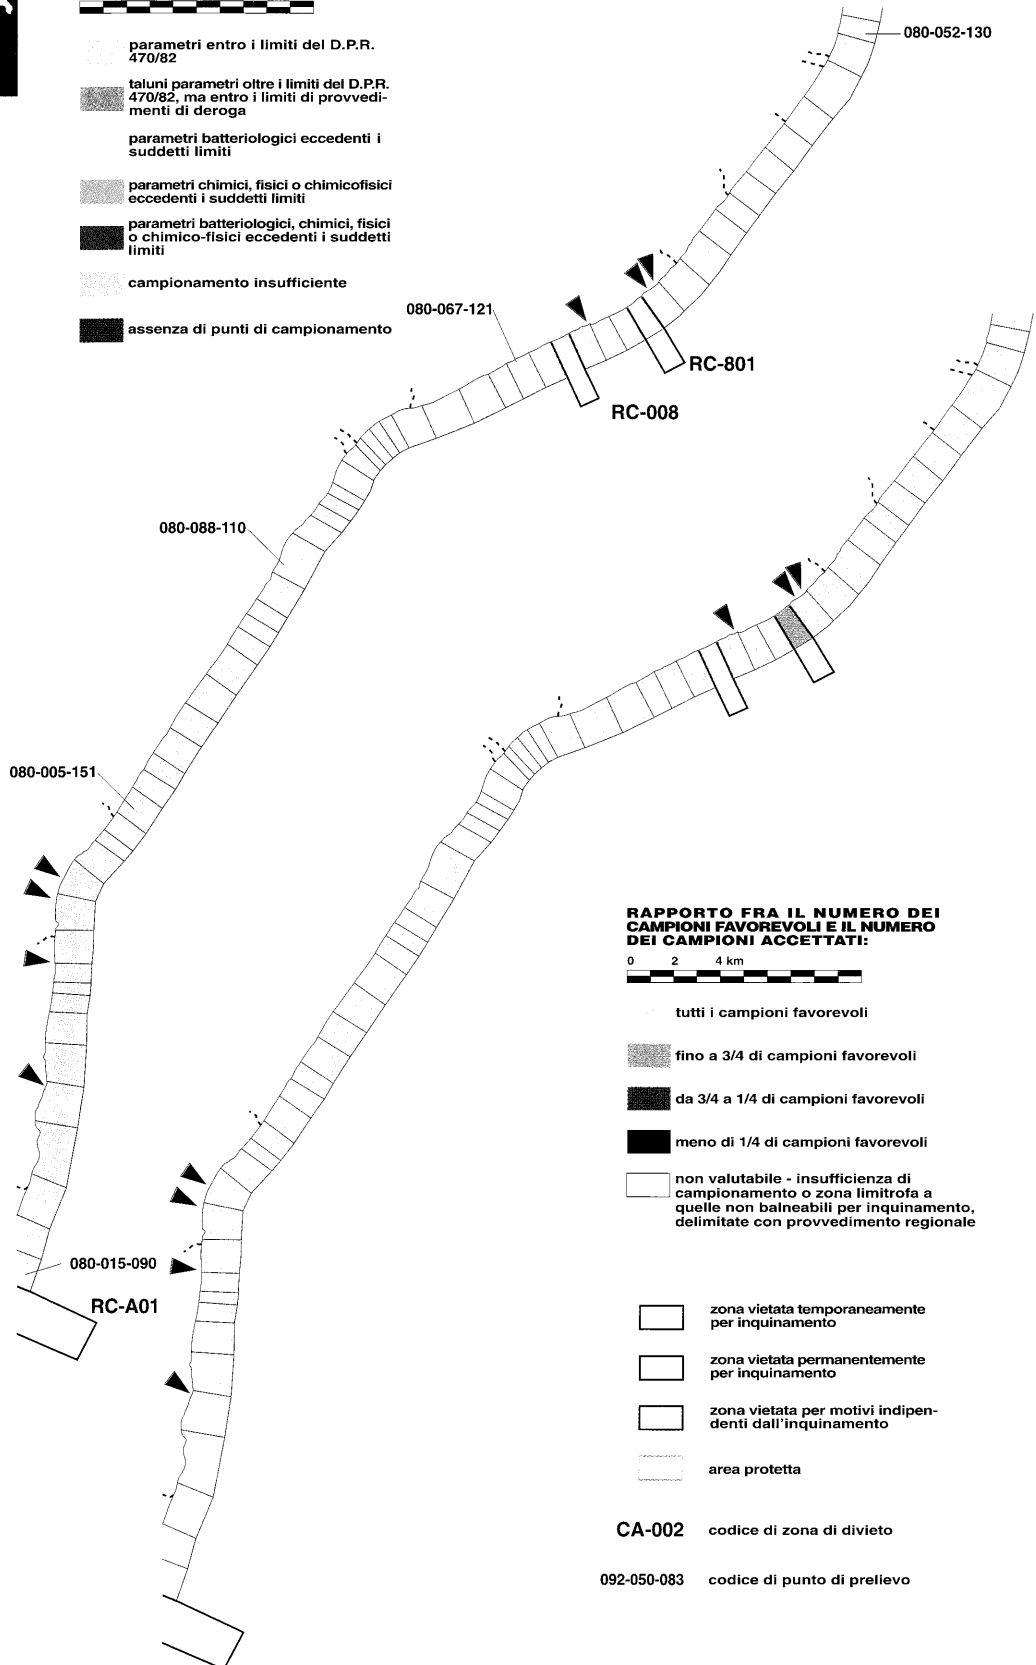 parametri entro i limiti del D.P.R.
470/82
taluni parametri oltre i limiti del D.P.R.
470/82, ma entro i limiti di provvedi-
menti di deroga
parametri batteriologici eccedenti i
suddetti limiti
parametri chimici, fisici o chimicofisici
eccedenti i suddetti limiti
parametri batteriologici, chimici, fisici
o chimico-fisici eccedenti i suddetti
limiti
campionamento insufficiente
assenza di punti di campionamento
080-052-130
080-067-121
RC-801
RC-008
080-088-110
080-005-151
080-015-090
RC-A01
RAPPORTO FRA IL NUMERO DEI
CAMPIONI FAVOREVOLI E IL NUMERO
DEI CAMPIONI ACCETTATI:
0 2 4 km
tutti i campioni favorevoli
fino a 3/4 di campioni favorevoli
da 3/4 a 1/4 di campioni favorevoli
meno di 1/4 di campioni favorevoli
non valutabile - insufficienza di
campionamento o zona limitrofa a
quelle non balneabili per inquinamento,
delimitate con provvedimento regionale
zona vietata temporaneamente
per inquinamento
zona vietata permanentemente
per inquinamento
zona vietata per motivi indipen-
denti dall'inquinamento
area protetta
CA-002 codice di zona di divieto
092-050-083 codice di punto di prelievo